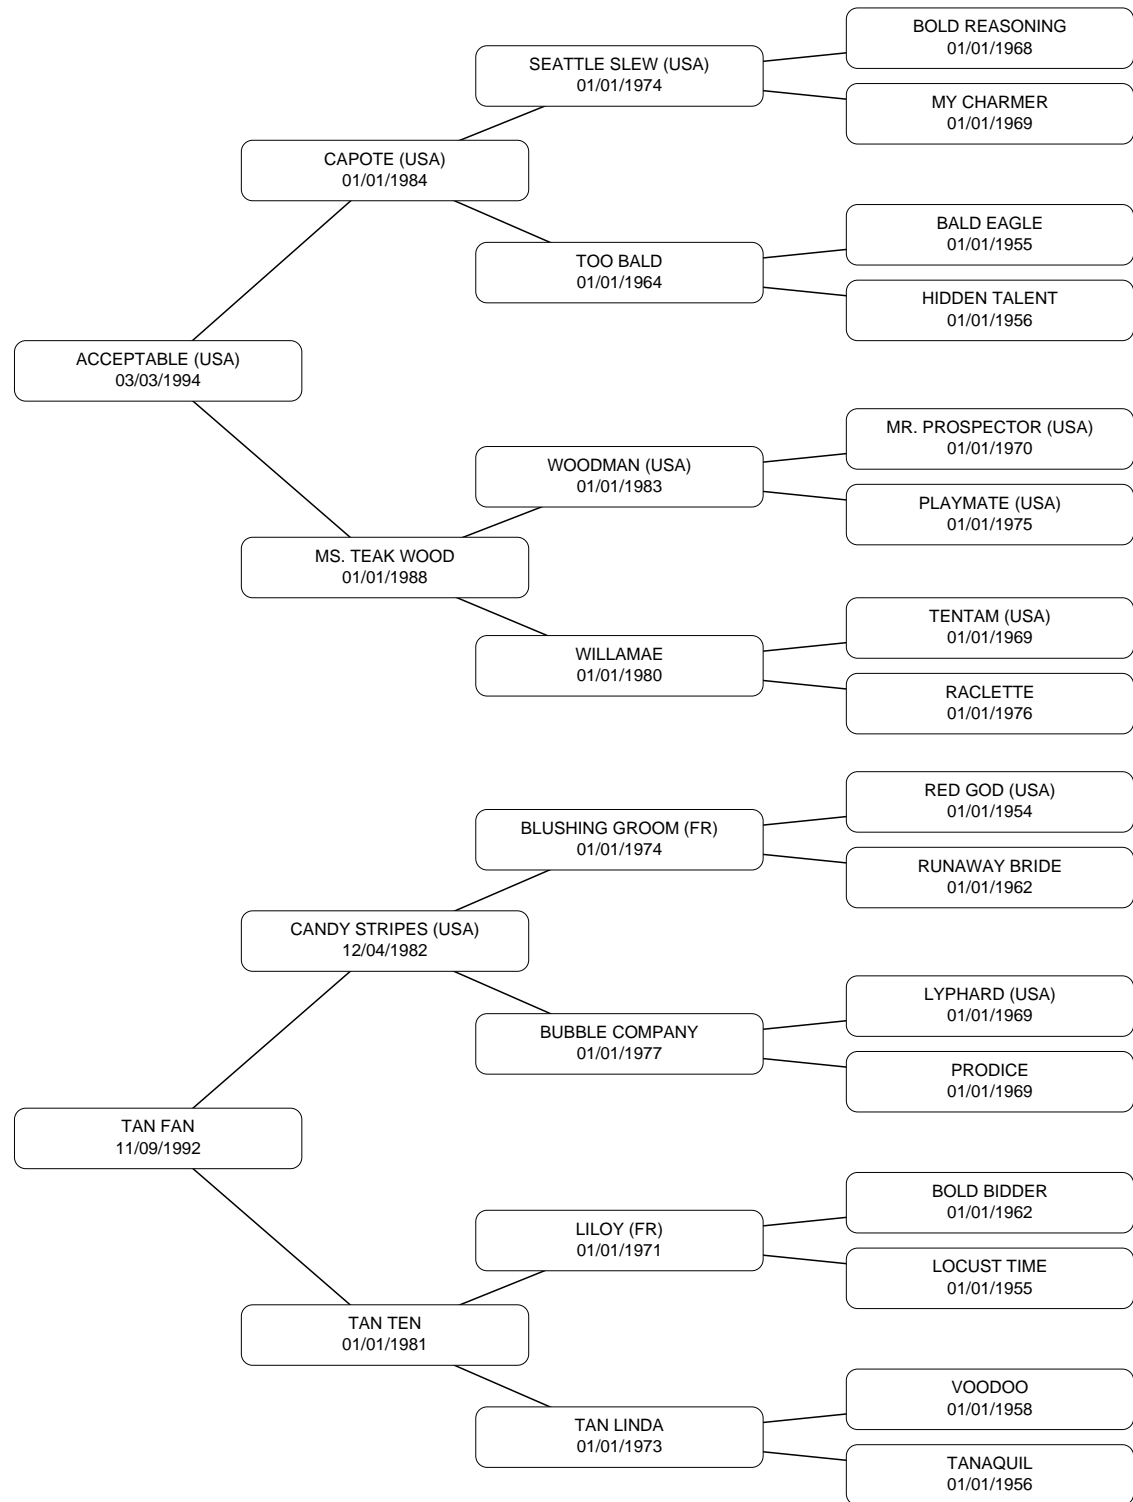 BOLD REASONING
01/01/1968
SEATTLE SLEW (USA)
01/01/1974
MY CHARMER
01/01/1969
CAPOTE (USA)
01/01/1984
BALD EAGLE
01/01/1955
TOO BALD
01/01/1964
HIDDEN TALENT
01/01/1956
ACCEPTABLE (USA)
03/03/1994
MR. PROSPECTOR (USA)
01/01/1970
WOODMAN (USA)
01/01/1983
PLAYMATE (USA)
01/01/1975
MS. TEAK WOOD
01/01/1988
TENTAM (USA)
01/01/1969
WILLAMAE
01/01/1980
RACLETTE
01/01/1976
RED GOD (USA)
01/01/1954
BLUSHING GROOM (FR)
01/01/1974
RUNAWAY BRIDE
01/01/1962
CANDY STRIPES (USA)
12/04/1982
LYPHARD (USA)
01/01/1969
BUBBLE COMPANY
01/01/1977
PRODICE
01/01/1969
TAN FAN
11/09/1992
BOLD BIDDER
01/01/1962
LILOY (FR)
01/01/1971
LOCUST TIME
01/01/1955
TAN TEN
01/01/1981
VOODOO
01/01/1958
TAN LINDA
01/01/1973
TANAQUIL
01/01/1956